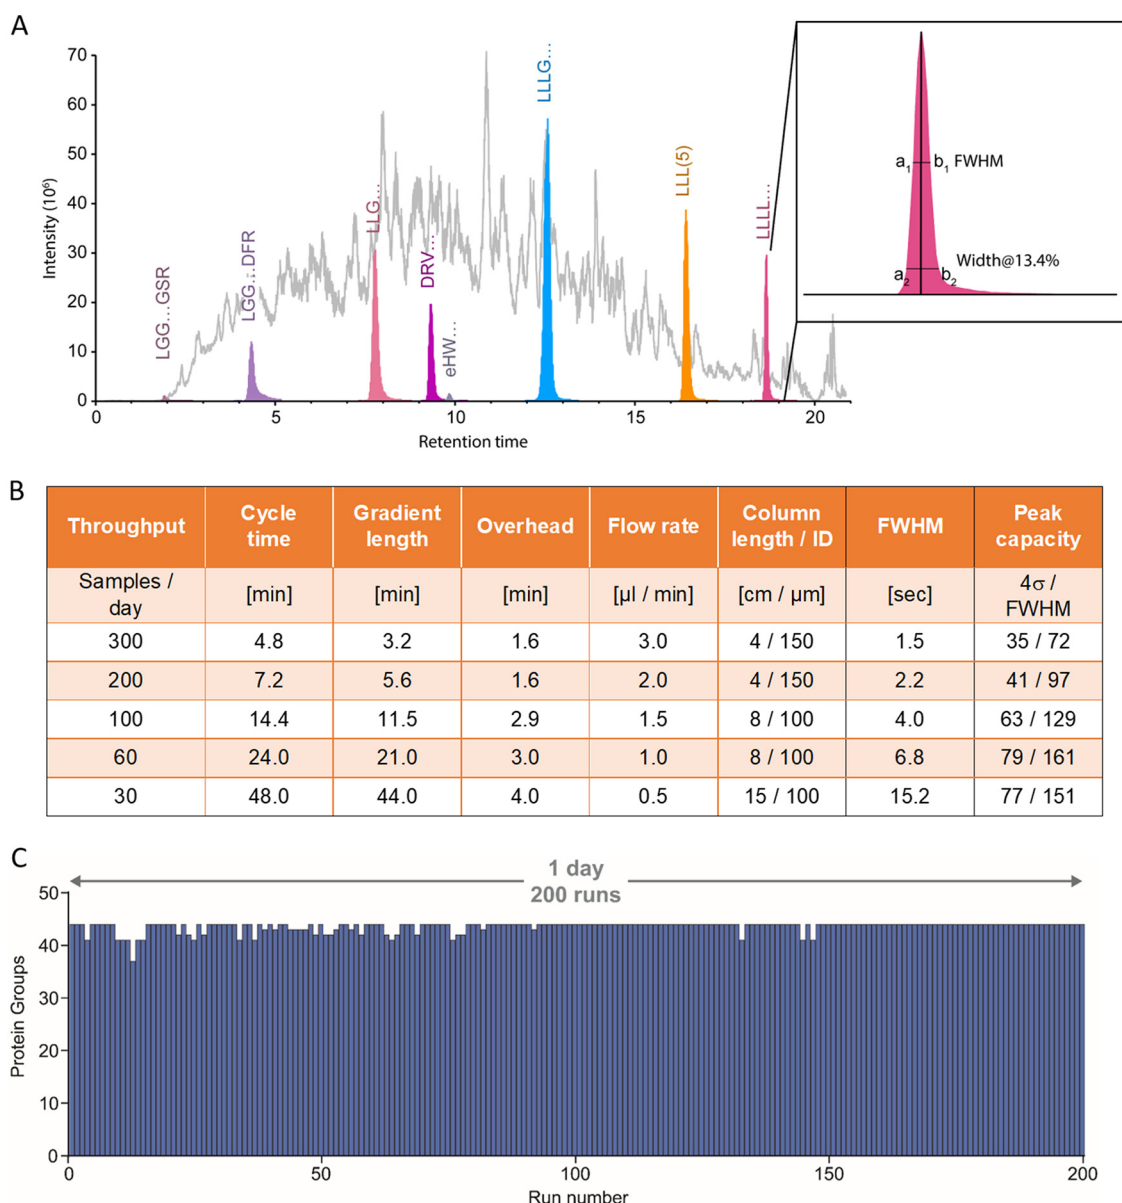 A
70
60
50
40
30
20
10
0
Intensity (10⁶)
0
5
10
15
20
Retention time
LGG...GSR
LGG...DFR
LLG...
DRV...
eHW...
LLLG...
LLL(5)
LLLL...
a₁ b₁ FWHM
Width@13.4%
a₂ b₂
B
Throughput Cycle time Gradient length Overhead Flow rate Column length / ID FWHM Peak capacity
Samples / day [min] [min] [min] [µl / min] [cm / µm] [sec] 4σ / FWHM
300 4.8 3.2 1.6 3.0 4 / 150 1.5 35 / 72
200 7.2 5.6 1.6 2.0 4 / 150 2.2 41 / 97
100 14.4 11.5 2.9 1.5 8 / 100 4.0 63 / 129
60 24.0 21.0 3.0 1.0 8 / 100 6.8 79 / 161
30 48.0 44.0 4.0 0.5 15 / 100 15.2 77 / 151
C
1 day
200 runs
50
40
30
20
10
0
Protein Groups
0
50
100
150
200
Run number